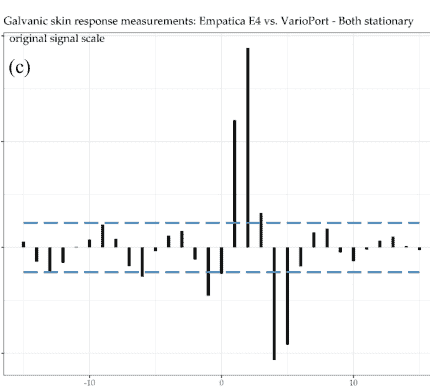 Galvanic skin response measurements: Empatica E4 vs. VarioPort - Both stationary
original signal scale
(c)
-10 0 10